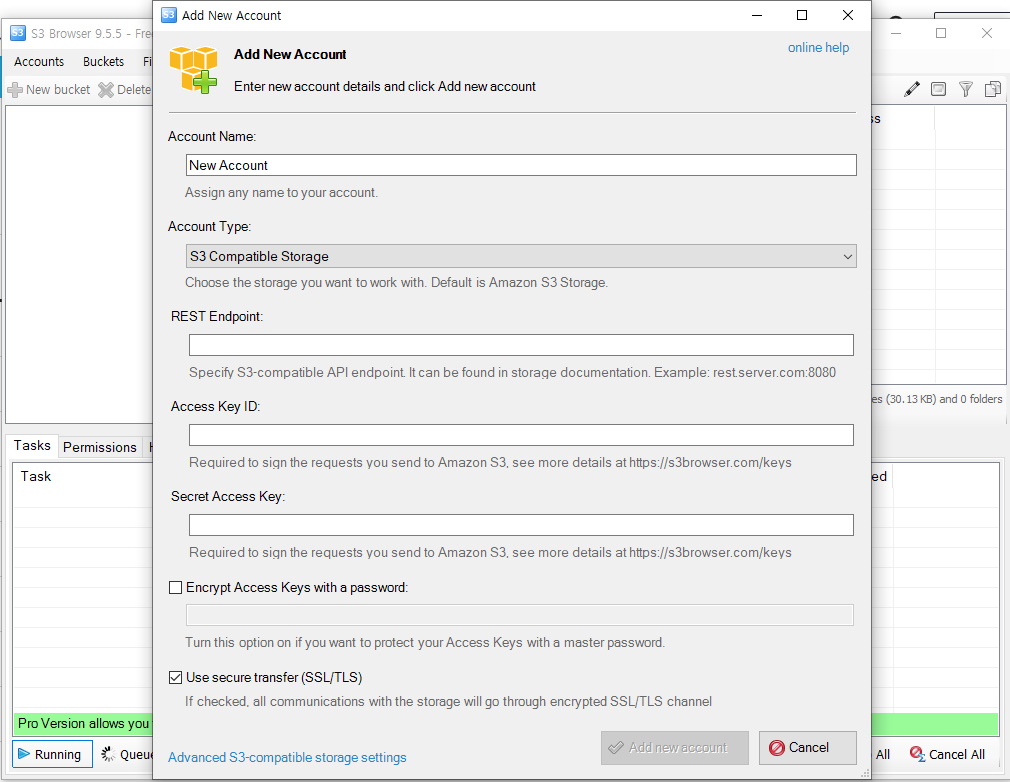 S3 Add New Account
S3 S3 Browser 9.5.5 - Free
Accounts Buckets
New bucket Delete
Add New Account
online help
Enter new account details and click Add new account
Account Name:
New Account
Assign any name to your account.
Account Type:
S3 Compatible Storage
Choose the storage you want to work with. Default is Amazon S3 Storage.
REST Endpoint:
Specify S3-compatible API endpoint. It can be found in storage documentation. Example: rest.server.com:8080
Access Key ID:
(30.13 KB) and 0 folders
Required to sign the requests you send to Amazon S3, see more details at https://s3browser.com/keys
Tasks Permissions
Task
Secret Access Key:
Required to sign the requests you send to Amazon S3, see more details at https://s3browser.com/keys
Encrypt Access Keys with a password:
Turn this option on if you want to protect your Access Keys with a master password.
Use secure transfer (SSL/TLS)
If checked, all communications with the storage will go through encrypted SSL/TLS channel
Pro Version allows you
Running
Advanced S3-compatible storage settings
Add new account
Cancel
All
Cancel All